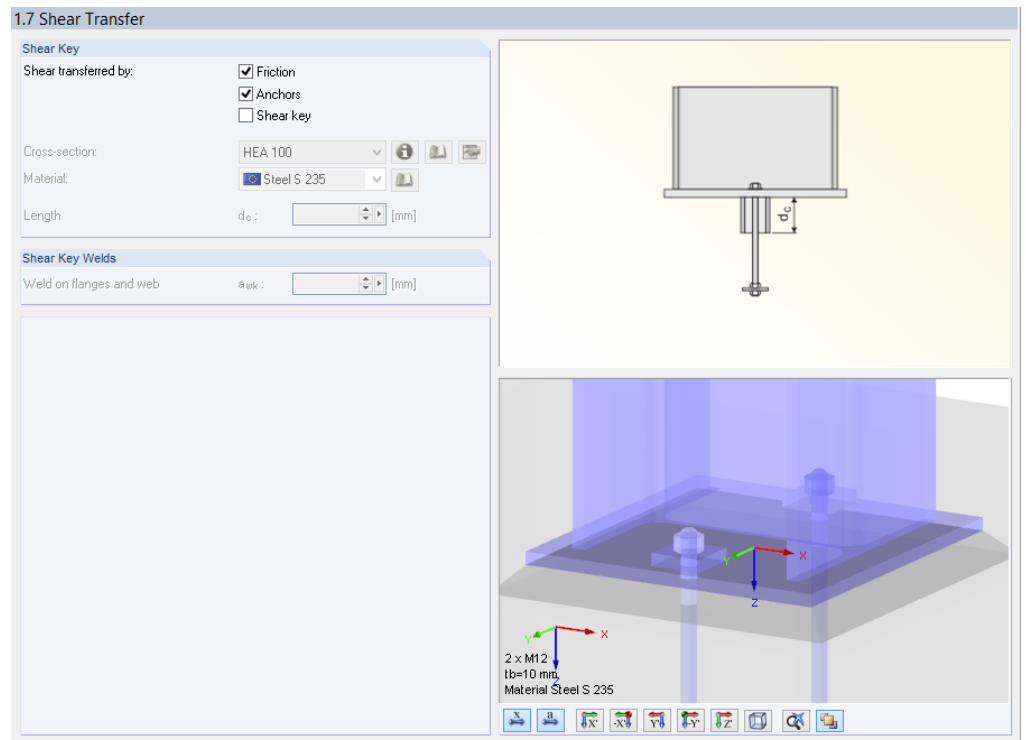 1.7 Shear Transfer
Shear Key
Shear transferred by:
Friction
Anchors
Shear key
Cross-section: HEA 100
Material: Steel S 235
Length dc : [mm]
Shear Key Welds
Weld on flanges and web awk : [mm]
dc
Y X
Z
Y X
Z
2 x M12
tb=10 mm,
Material Steel S 235
x a X' -X' Y' -Y' Z'